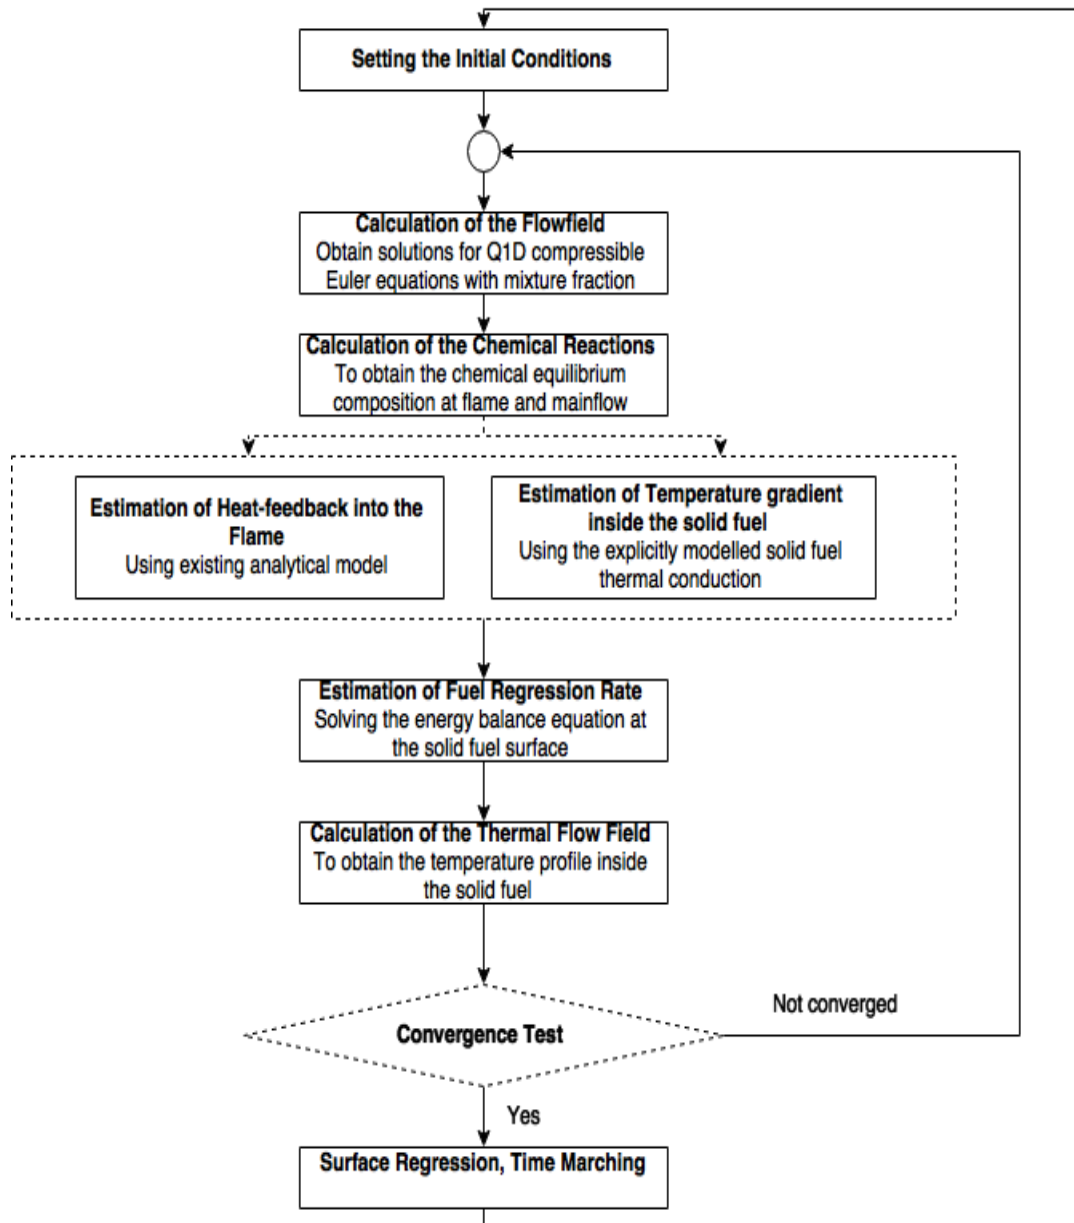 Setting the Initial Conditions
Calculation of the Flowfield
Obtain solutions for Q1D compressible
Euler equations with mixture fraction
Calculation of the Chemical Reactions
To obtain the chemical equilibrium
composition at flame and mainflow
Estimation of Heat-feedback into the
Flame
Using existing analytical model
Estimation of Temperature gradient
inside the solid fuel
Using the explicitly modelled solid fuel
thermal conduction
Estimation of Fuel Regression Rate
Solving the energy balance equation at
the solid fuel surface
Calculation of the Thermal Flow Field
To obtain the temperature profile inside
the solid fuel
Convergence Test
Not converged
Yes
Surface Regression, Time Marching